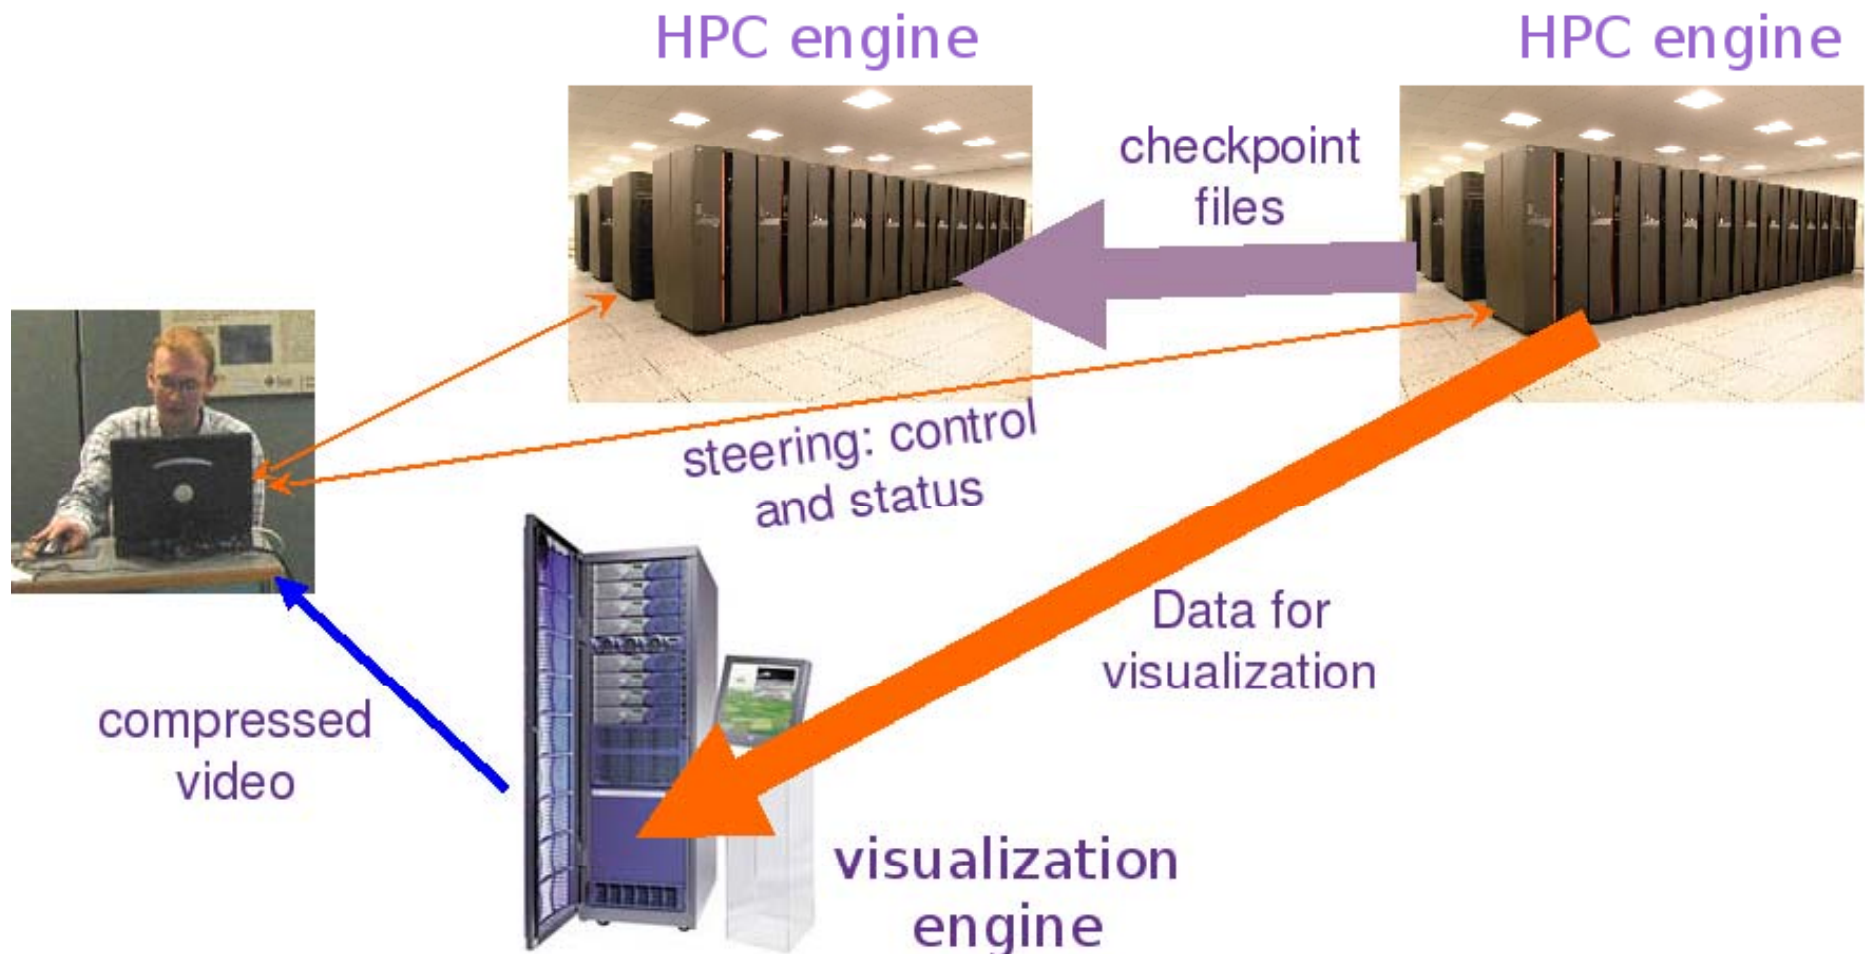 HPC engine
HPC engine
checkpoint
files
steering: control
and status
Data for
visualization
compressed
video
visualization
engine